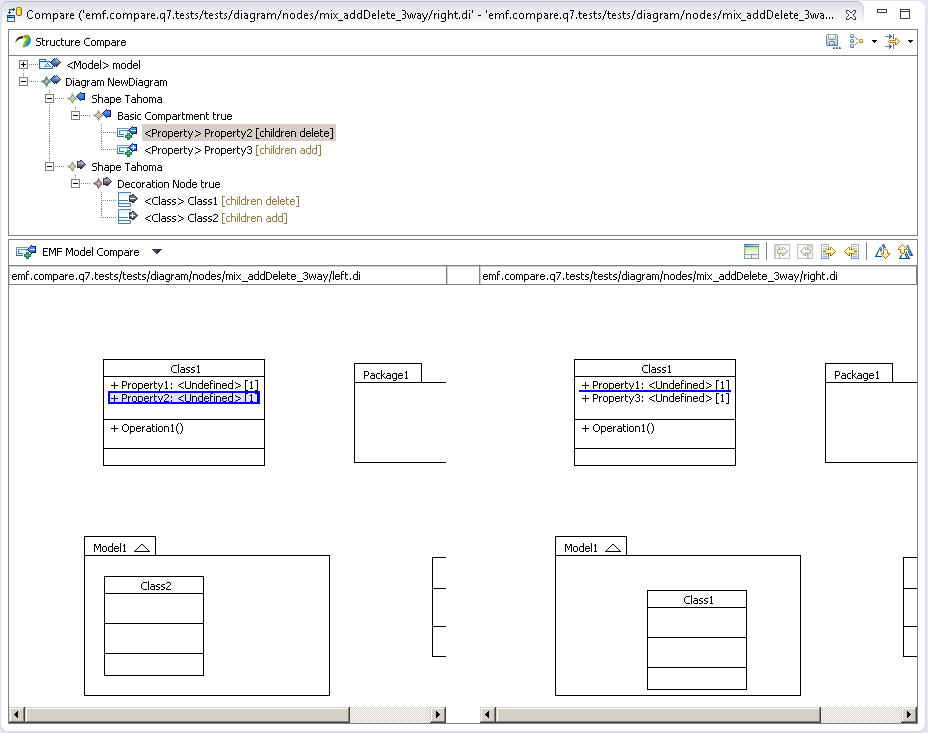 Compare ('emf.compare.q7.tests/tests/diagram/nodes/mix_addDelete_3way/right.di' - 'emf.compare.q7.tests/tests/diagram/nodes/mix_addDelete_3wa...
Structure Compare
<Model> model
Diagram NewDiagram
Shape Tahoma
Basic Compartment true
<Property> Property2 [children delete]
<Property> Property3 [children add]
Shape Tahoma
Decoration Node true
<Class> Class1 [children delete]
<Class> Class2 [children add]
EMF Model Compare
emf.compare.q7.tests/tests/diagram/nodes/mix_addDelete_3way/left.di
emf.compare.q7.tests/tests/diagram/nodes/mix_addDelete_3way/right.di
Class1
+ Property1: <Undefined> [1]
+ Property2: <Undefined> [1]
+ Operation1()
Package1
Model1
Class2
Class1
+ Property1: <Undefined> [1]
+ Property3: <Undefined> [1]
+ Operation1()
Package1
Model1
Class1